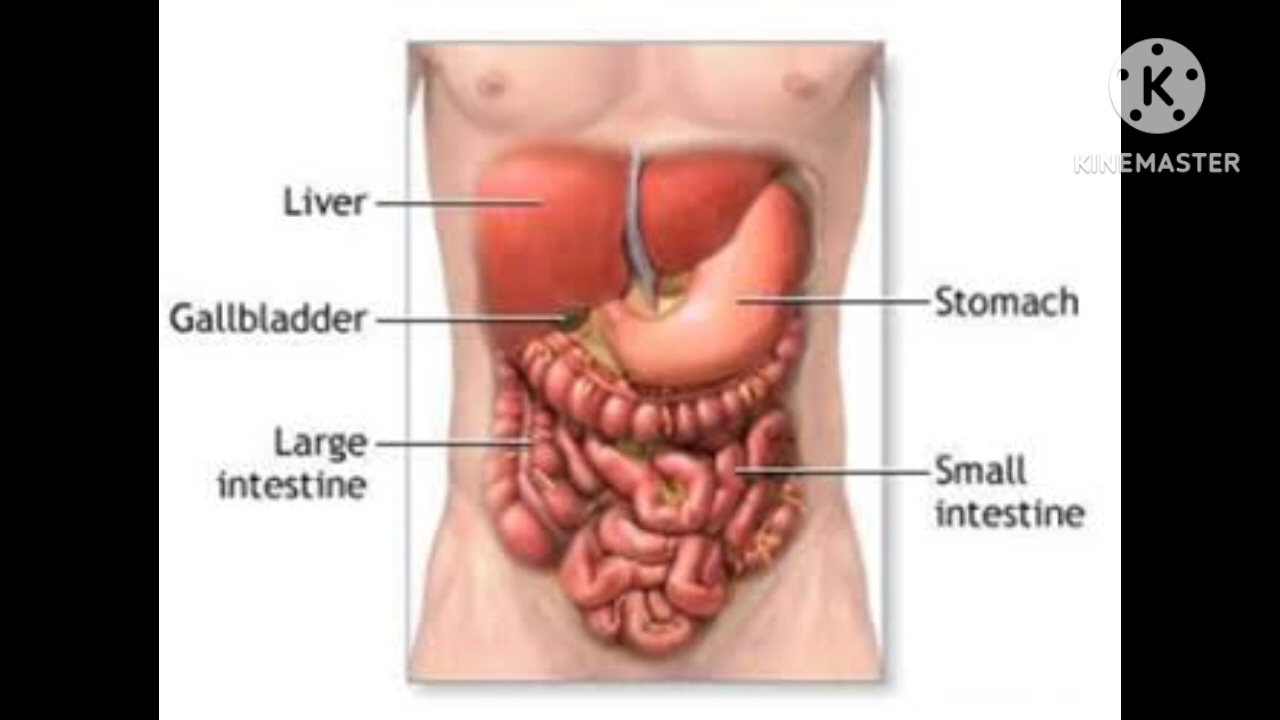 Liver
Gallbladder
Large
intestine
Stomach
Small
intestine
K
KINEMASTER